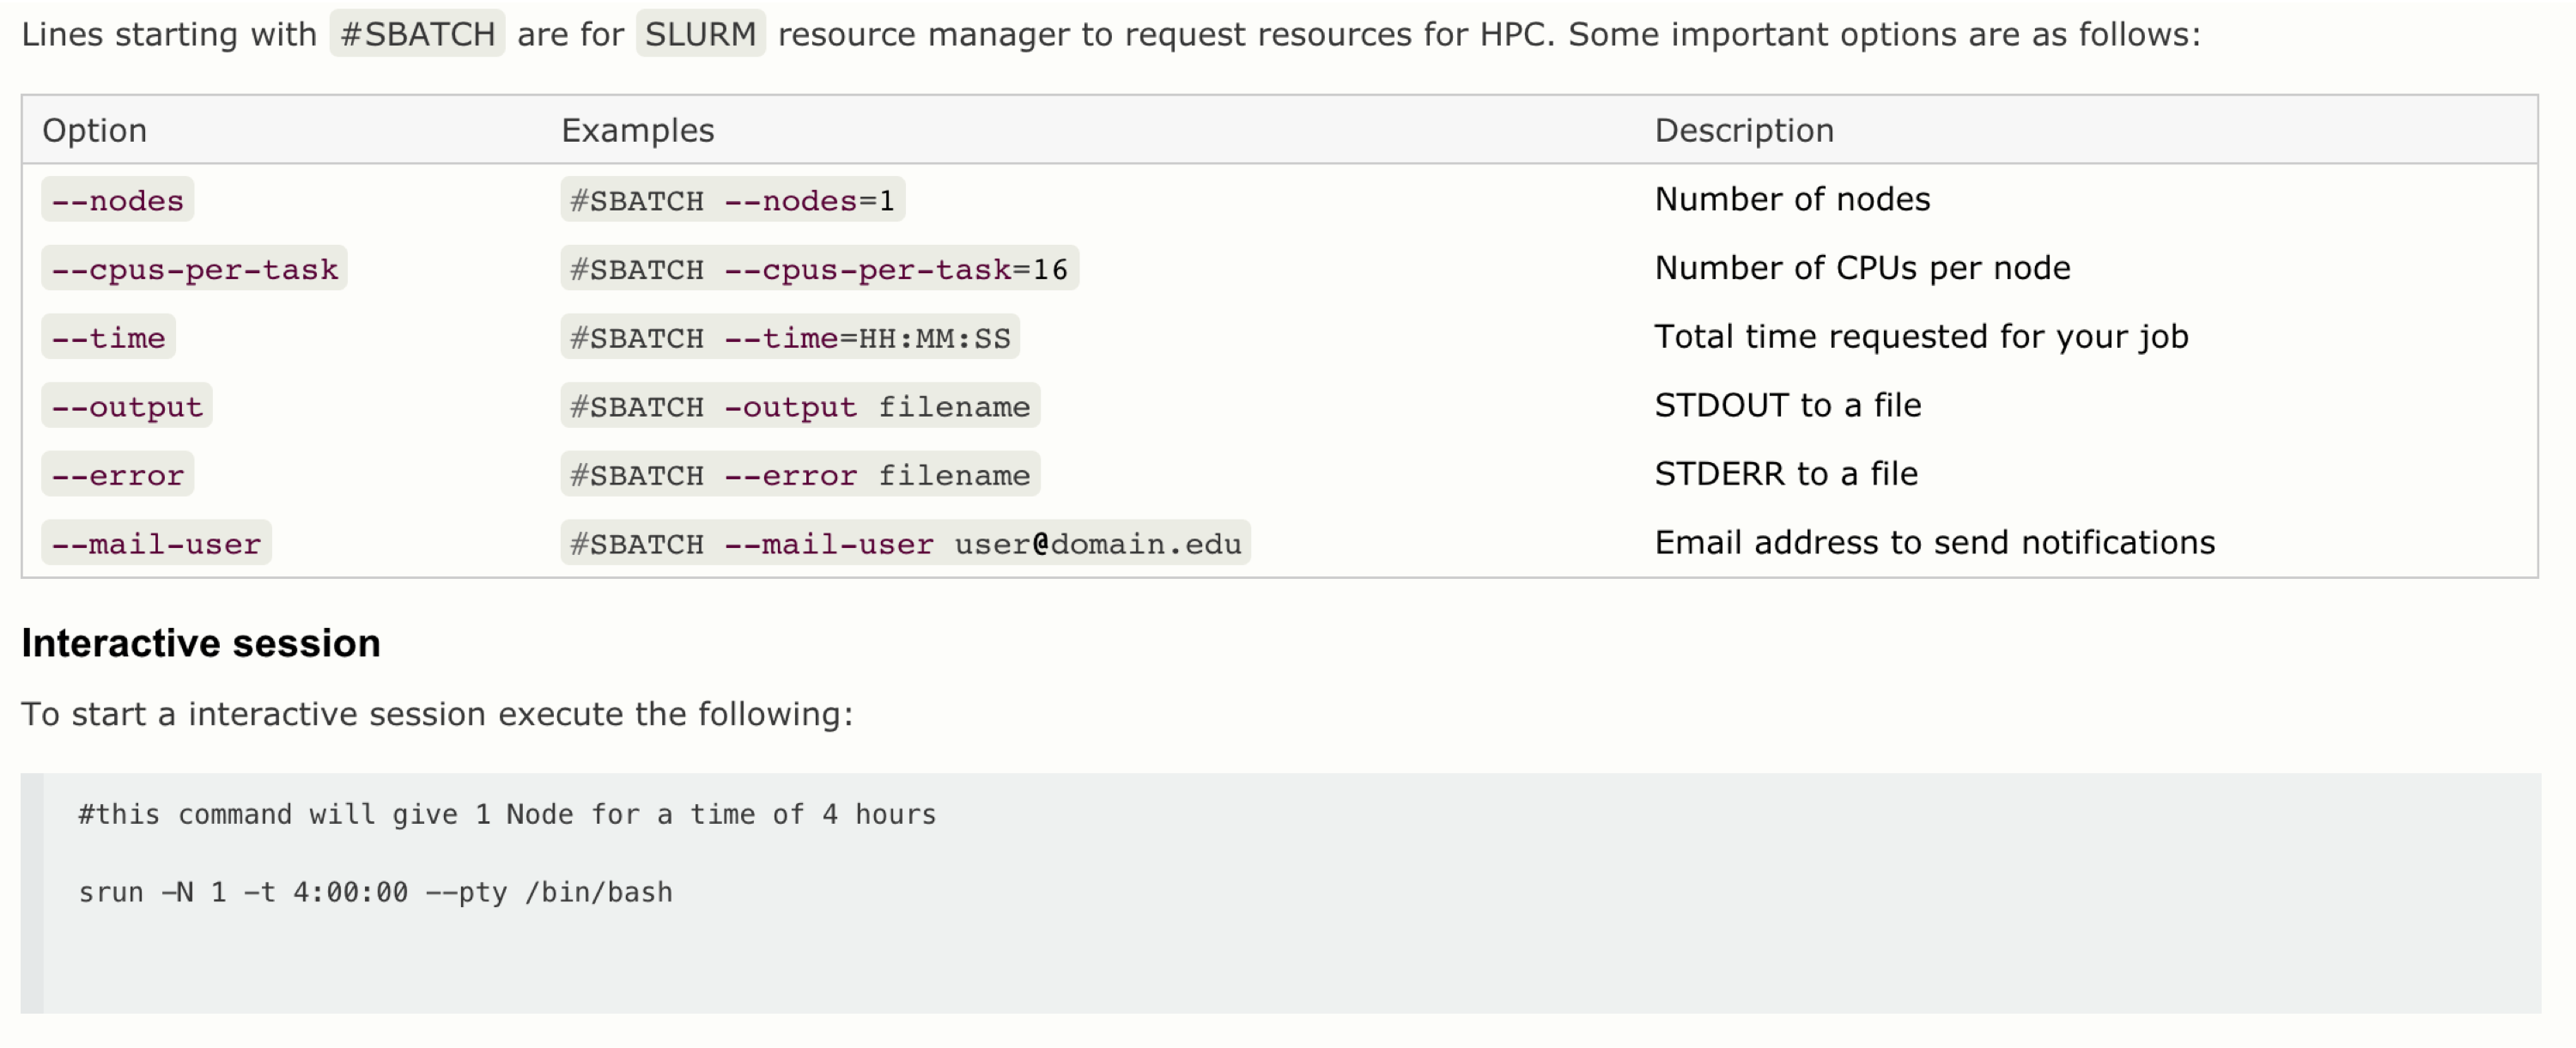 Lines starting with #SBATCH are for SLURM resource manager to request resources for HPC. Some important options are as follows:
Option Examples Description
--nodes #SBATCH --nodes=1 Number of nodes
--cpus-per-task #SBATCH --cpus-per-task=16 Number of CPUs per node
--time #SBATCH --time=HH:MM:SS Total time requested for your job
--output #SBATCH -output filename STDOUT to a file
--error #SBATCH --error filename STDERR to a file
--mail-user #SBATCH --mail-user user@domain.edu Email address to send notifications
Interactive session
To start a interactive session execute the following:
#this command will give 1 Node for a time of 4 hours
srun -N 1 -t 4:00:00 --pty /bin/bash